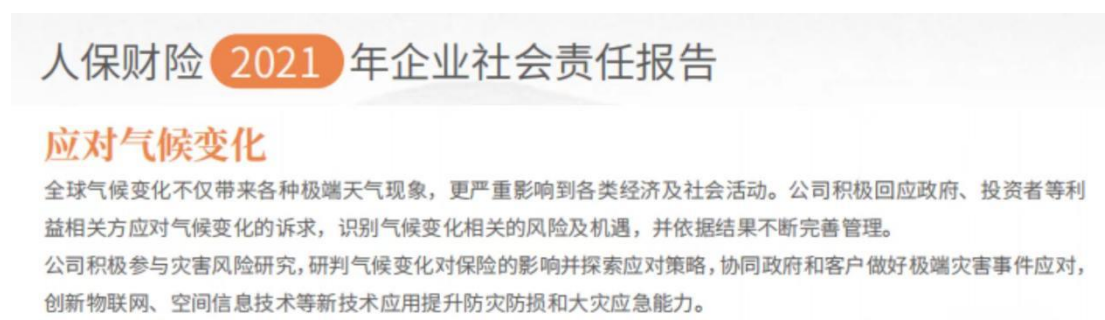 人保财险 2021 年企业社会责任报告
应对气候变化
全球气候变化不仅带来各种极端天气现象，更严重影响到各类经济及社会活动。公司积极回应政府、投资者等利
益相关方应对气候变化的诉求，识别气候变化相关的风险及机遇，并依据结果不断完善管理。
公司积极参与灾害风险研究，研判气候变化对保险的影响并探索应对策略，协同政府和客户做好极端灾害事件应对，
创新物联网、空间信息技术等新技术应用提升防灾防损和大灾应急能力。